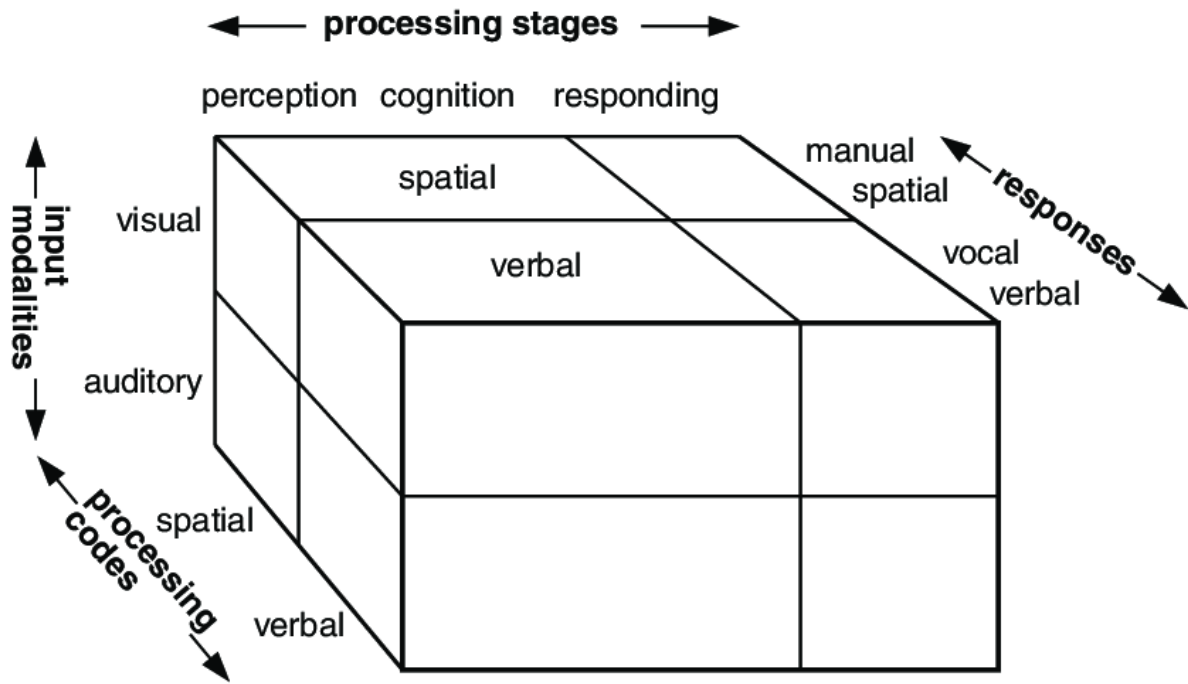 processing stages
perception cognition responding
manual
spatial
responses
vocal
verbal
spatial
verbal
input
modalities
visual
auditory
processing
codes
spatial
verbal